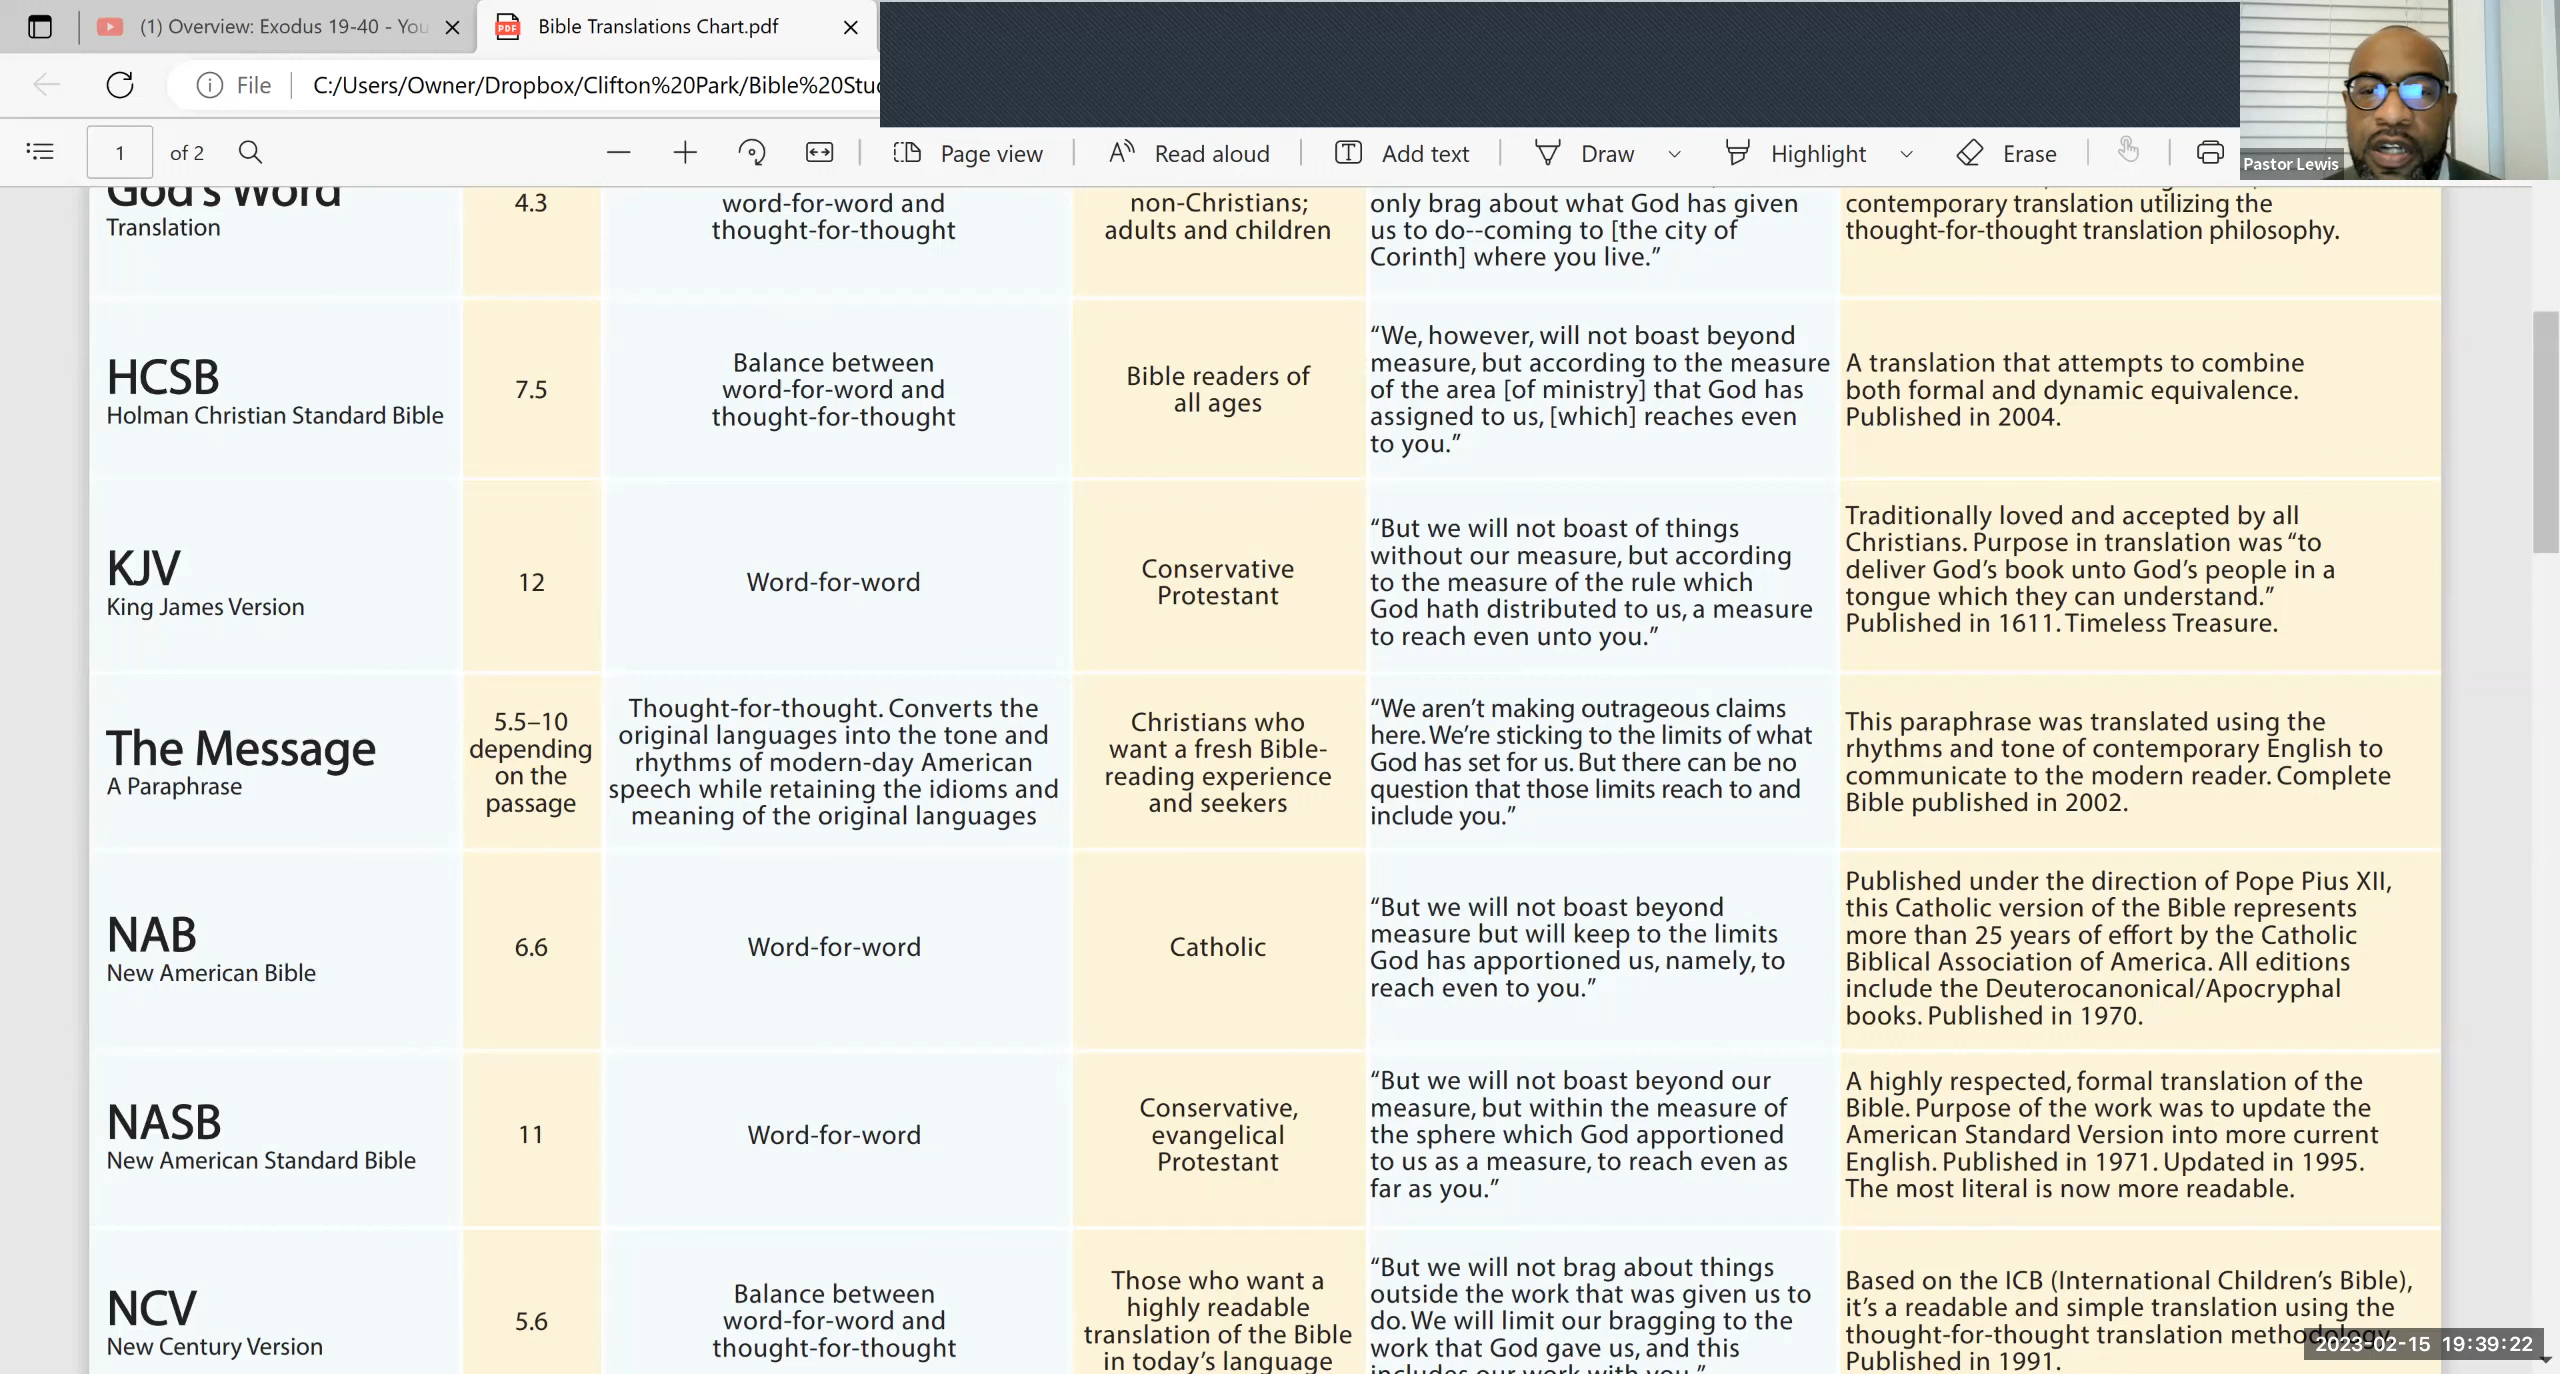 (1) Overview: Exodus 19-40 - You
Bible Translations Chart.pdf
File
C:/Users/Owner/Dropbox/Clifton%20Park/Bible%20Stu
1
of 2
Page view
Read aloud
Add text
Draw
Highlight
Erase
Pastor Lewis
God's Word
Translation
4.3
word-for-word and
thought-for-thought
non-Christians;
adults and children
only brag about what God has given
us to do--coming to [the city of
Corinth] where you live.”
contemporary translation utilizing the
thought-for-thought translation philosophy.
HCSB
Holman Christian Standard Bible
7.5
Balance between
word-for-word and
thought-for-thought
Bible readers of
all ages
“We, however, will not boast beyond
measure, but according to the measure
of the area [of ministry] that God has
assigned to us, [which] reaches even
to you.”
A translation that attempts to combine
both formal and dynamic equivalence.
Published in 2004.
KJV
King James Version
12
Word-for-word
Conservative
Protestant
“But we will not boast of things
without our measure, but according
to the measure of the rule which
God hath distributed to us, a measure
to reach even unto you.”
Traditionally loved and accepted by all
Christians. Purpose in translation was “to
deliver God’s book unto God’s people in a
tongue which they can understand.”
Published in 1611. Timeless Treasure.
The Message
A Paraphrase
5.5–10
depending
on the
passage
Thought-for-thought. Converts the
original languages into the tone and
rhythms of modern-day American
speech while retaining the idioms and
meaning of the original languages
Christians who
want a fresh Bible-
reading experience
and seekers
“We aren’t making outrageous claims
here. We’re sticking to the limits of what
God has set for us. But there can be no
question that those limits reach to and
include you.”
This paraphrase was translated using the
rhythms and tone of contemporary English to
communicate to the modern reader. Complete
Bible published in 2002.
NAB
New American Bible
6.6
Word-for-word
Catholic
“But we will not boast beyond
measure but will keep to the limits
God has apportioned us, namely, to
reach even to you.”
Published under the direction of Pope Pius XII,
this Catholic version of the Bible represents
more than 25 years of effort by the Catholic
Biblical Association of America. All editions
include the Deuterocanonical/Apocryphal
books. Published in 1970.
NASB
New American Standard Bible
11
Word-for-word
Conservative,
evangelical
Protestant
“But we will not boast beyond our
measure, but within the measure of
the sphere which God apportioned
to us as a measure, to reach even as
far as you.”
A highly respected, formal translation of the
Bible. Purpose of the work was to update the
American Standard Version into more current
English. Published in 1971. Updated in 1995.
The most literal is now more readable.
NCV
New Century Version
5.6
Balance between
word-for-word and
thought-for-thought
Those who want a
highly readable
translation of the Bible
in today’s language
“But we will not brag about things
outside the work that was given us to
do. We will limit our bragging to the
work that God gave us, and this
includes our work with you.”
Based on the ICB (International Children’s Bible),
it’s a readable and simple translation using the
thought-for-thought translation methodology.
Published in 1991.
2023-02-15 19:39:22